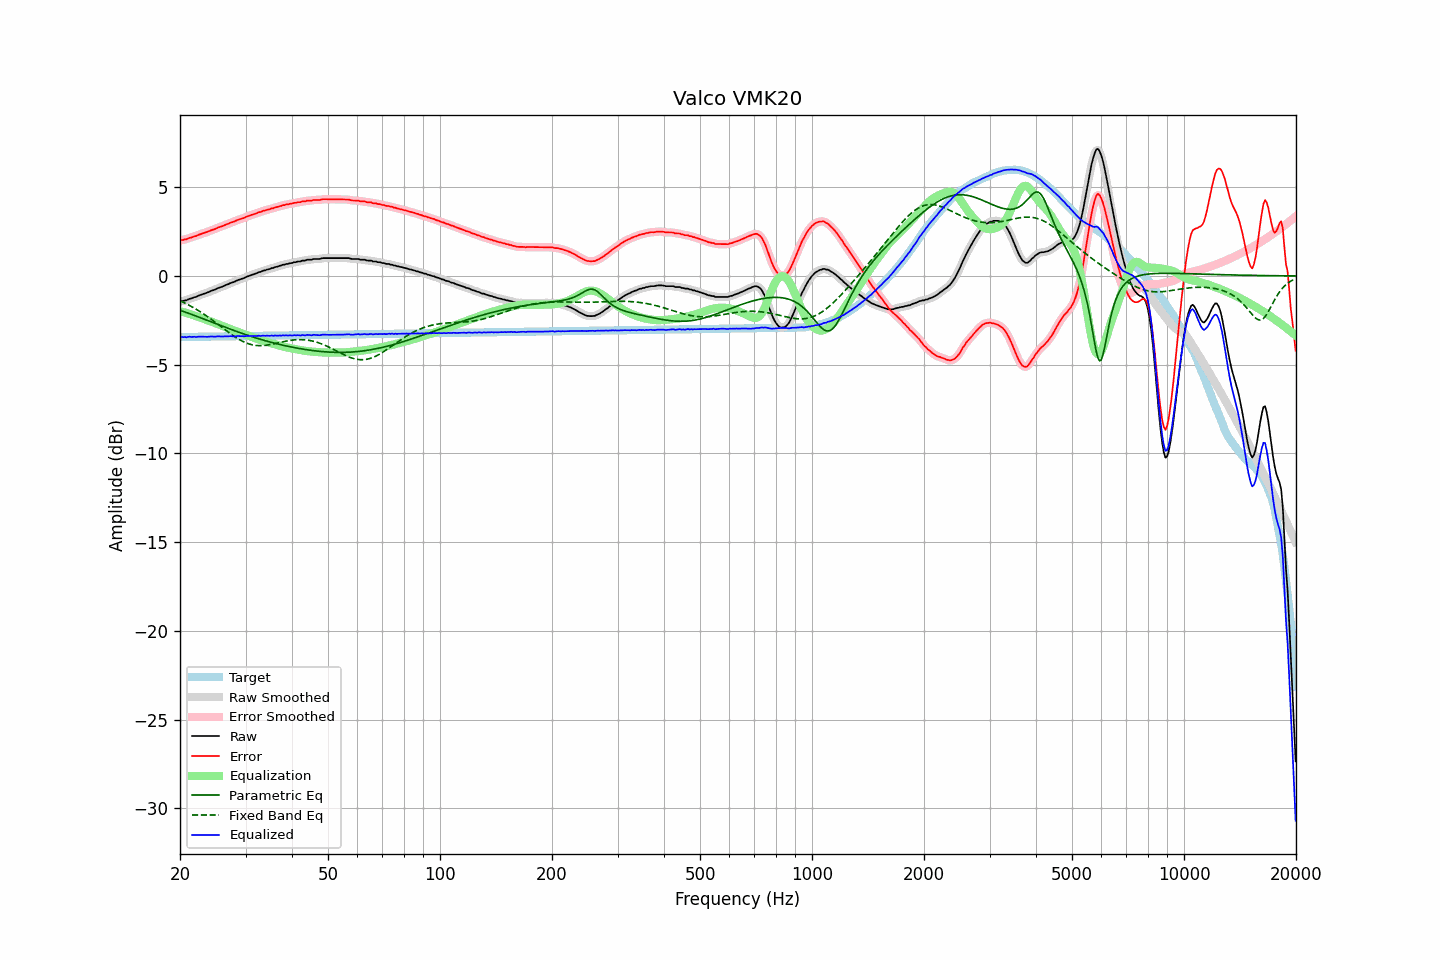 Valco VMK20
Amplitude (dBr)
5
0
−5
−10
−15
−20
−25
−30
Target
Raw Smoothed
Error Smoothed
Raw
Error
Equalization
Parametric Eq
Fixed Band Eq
Equalized
20 50 100 200 500 1000 2000 5000 10000 20000
Frequency (Hz)